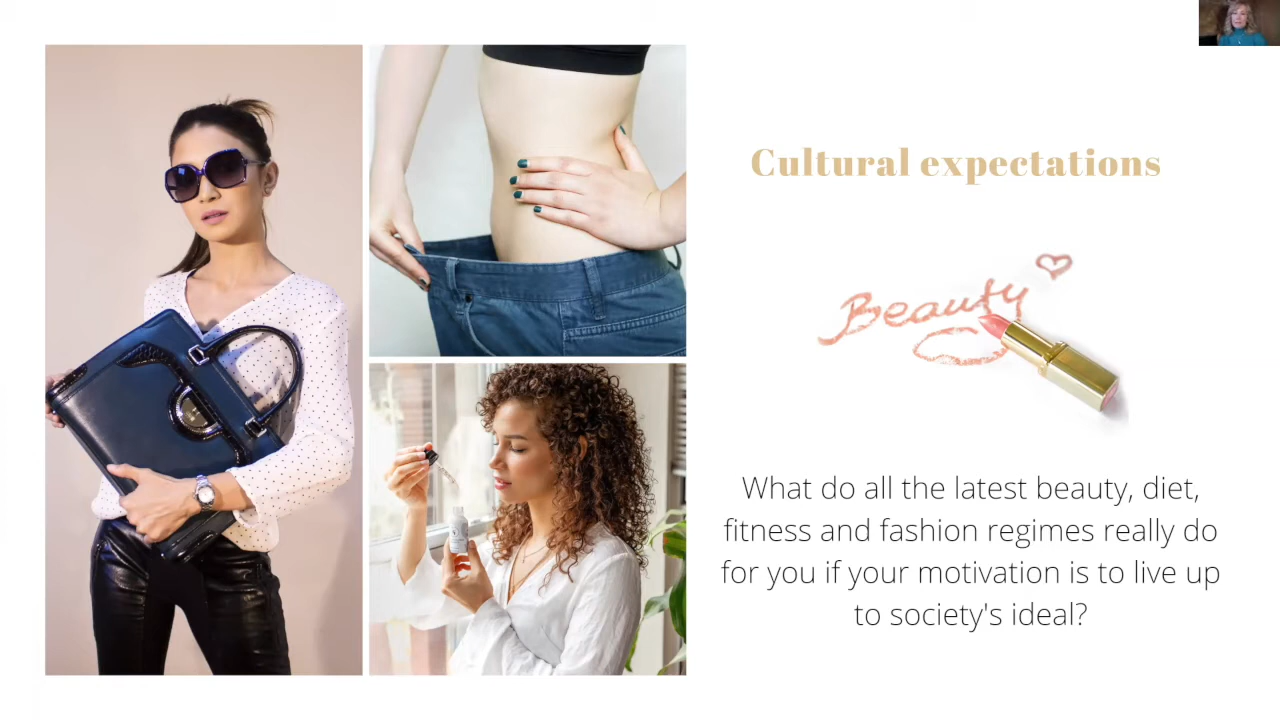 Cultural expectations
Beauty
What do all the latest beauty, diet,
fitness and fashion regimes really do
for you if your motivation is to live up
to society's ideal?